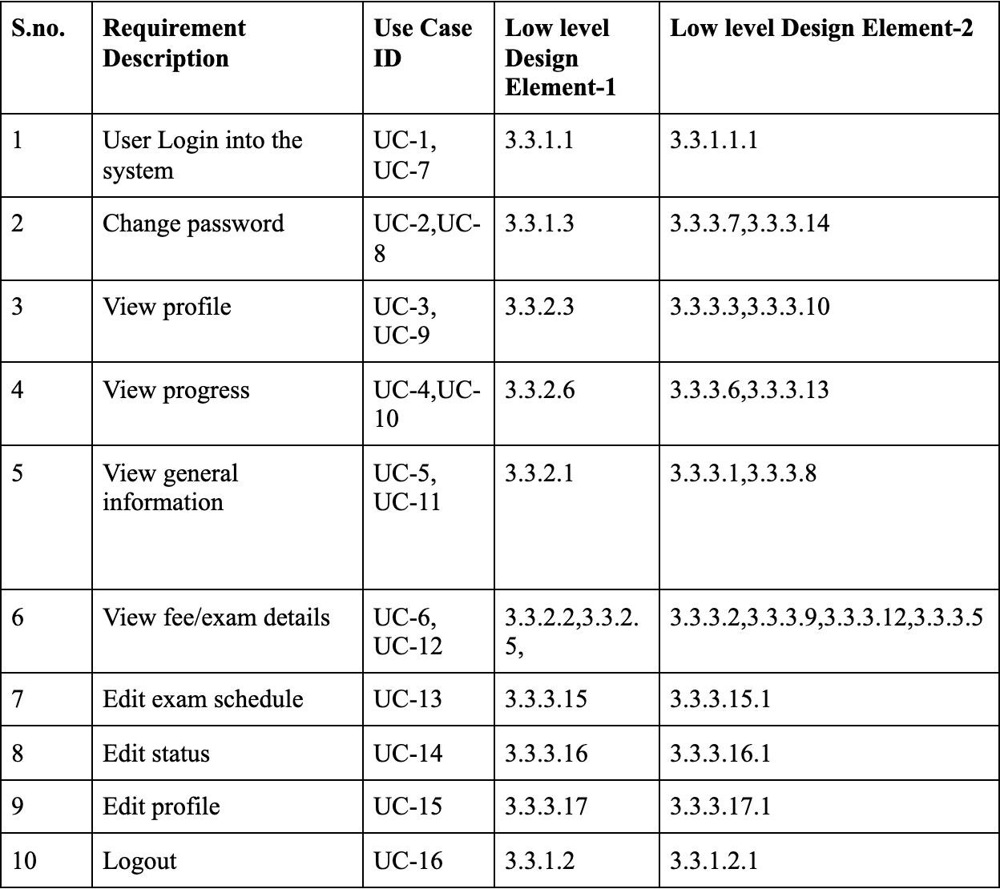 S.no. Requirement Use Case Low level Low level Design Element-2
Description ID Design
Element-1
1 User Login into the UC-1, 3.3.1.1 3.3.1.1.1
system UC-7
2 Change password UC-2,UC- 3.3.1.3 3.3.3.7,3.3.3.14
8
3 View profile UC-3, 3.3.2.3 3.3.3.3,3.3.3.10
UC-9
4 View progress UC-4,UC- 3.3.2.6 3.3.3.6,3.3.3.13
10
5 View general UC-5, 3.3.2.1 3.3.3.1,3.3.3.8
information UC-11
6 View fee/exam details UC-6, 3.3.2.2,3.3.2. 3.3.3.2,3.3.3.9,3.3.3.12,3.3.3.5
UC-12 5,
7 Edit exam schedule UC-13 3.3.3.15 3.3.3.15.1
8 Edit status UC-14 3.3.3.16 3.3.3.16.1
9 Edit profile UC-15 3.3.3.17 3.3.3.17.1
10 Logout UC-16 3.3.1.2 3.3.1.2.1